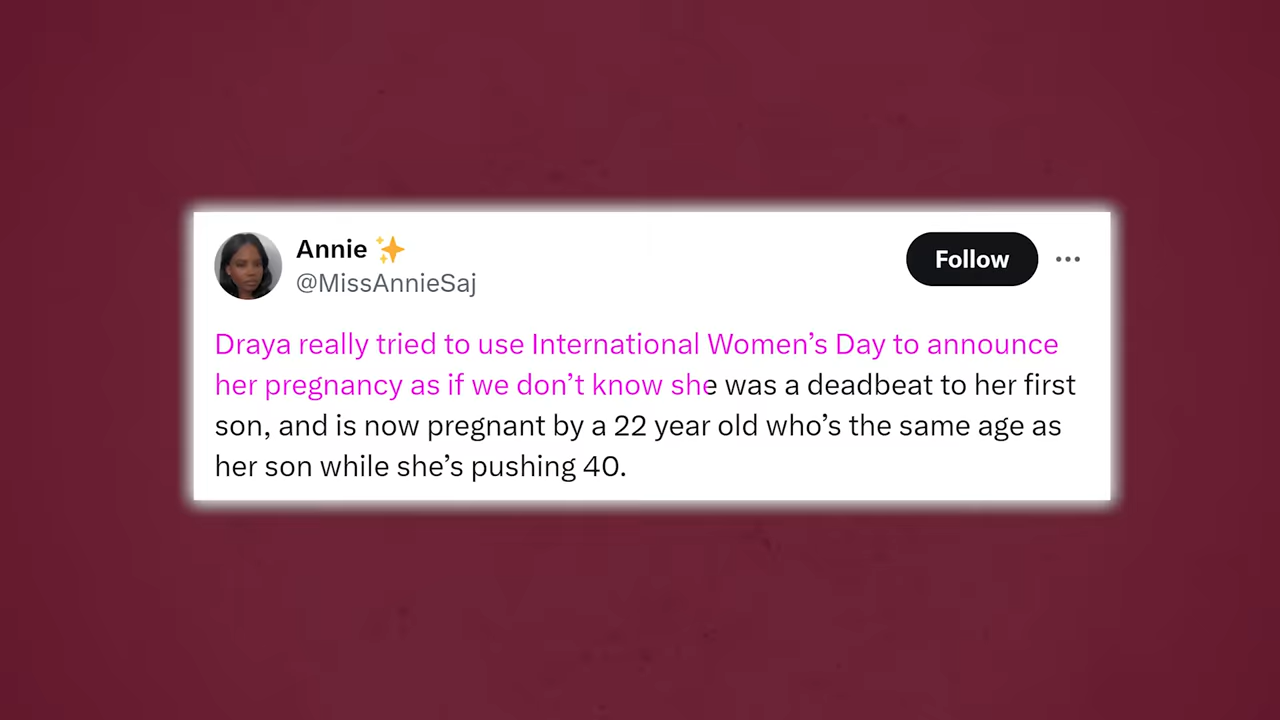 Annie ✨
@MissAnnieSaj
Follow
Draya really tried to use International Women’s Day to announce
her pregnancy as if we don’t know she was a deadbeat to her first
son, and is now pregnant by a 22 year old who’s the same age as
her son while she’s pushing 40.